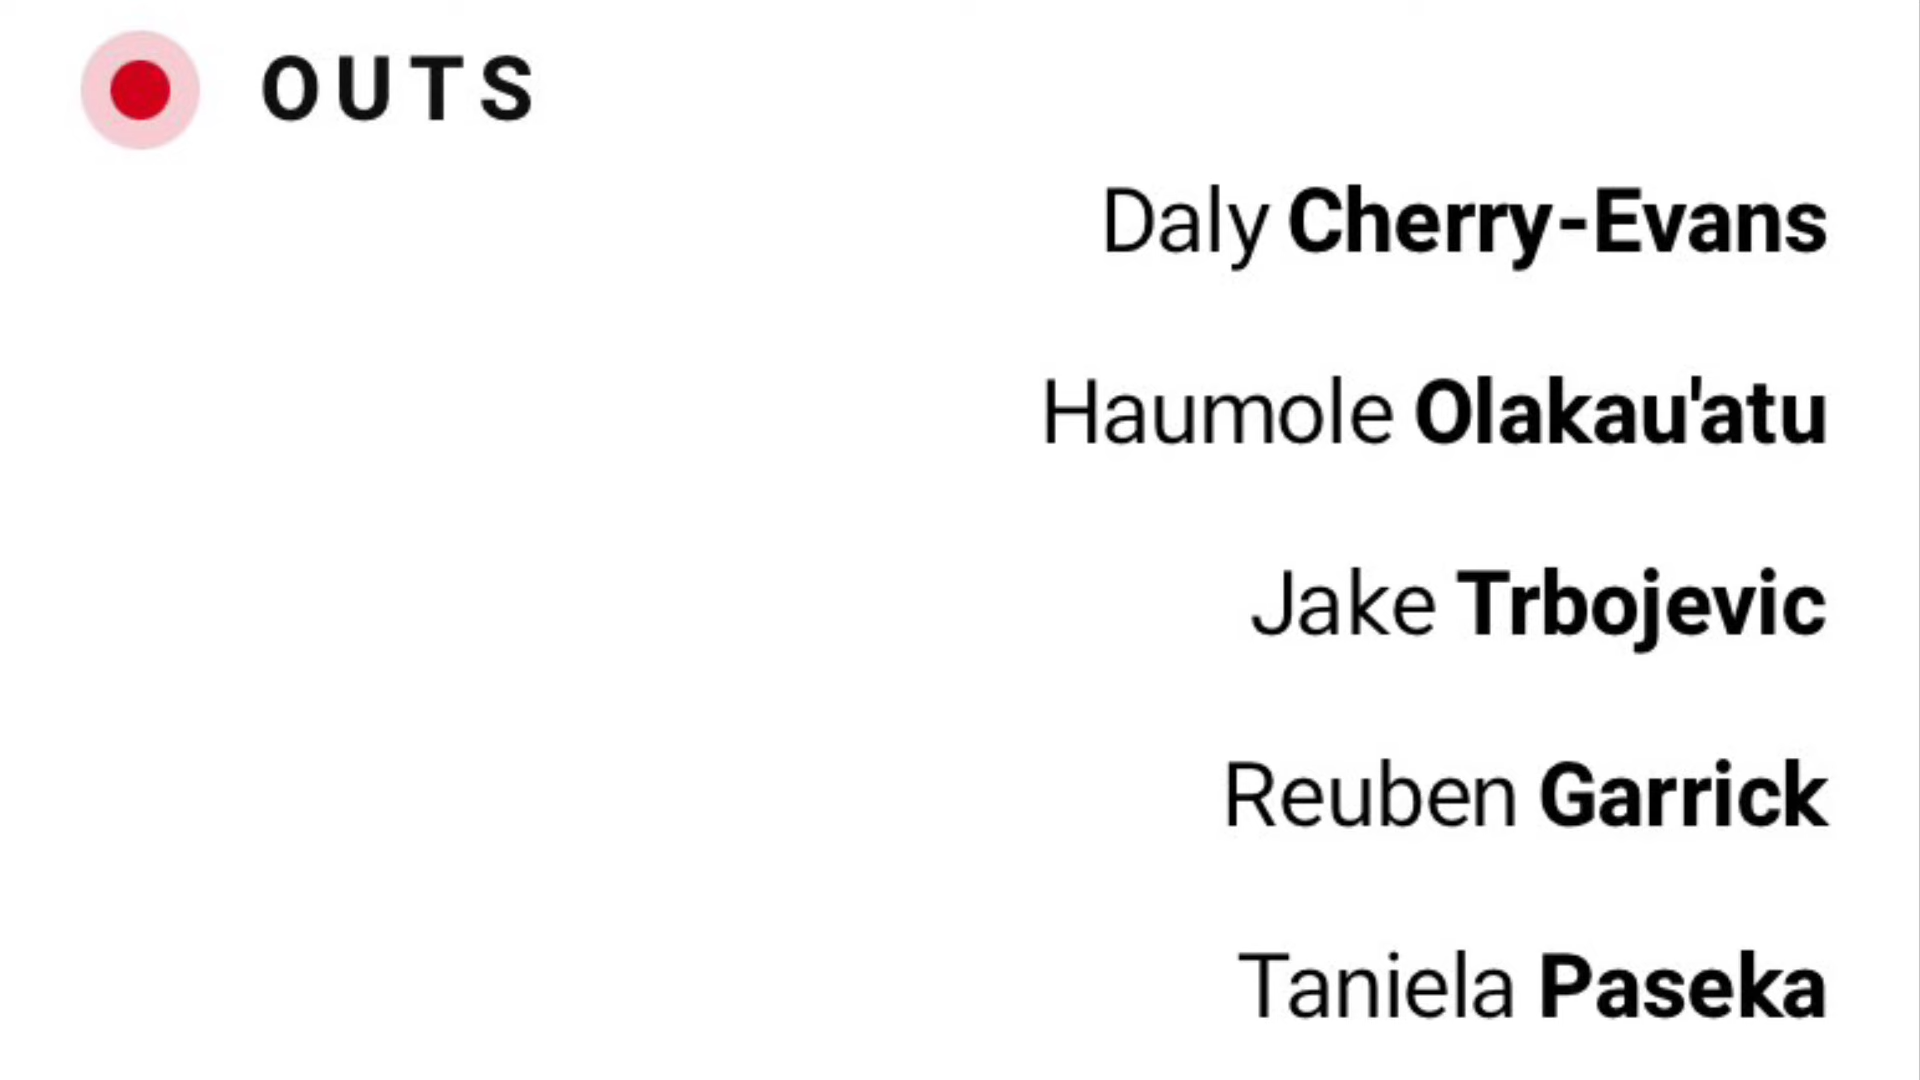 OUTS
Daly Cherry-Evans
Haumole Olakau'atu
Jake Trbojevic
Reuben Garrick
Taniela Paseka